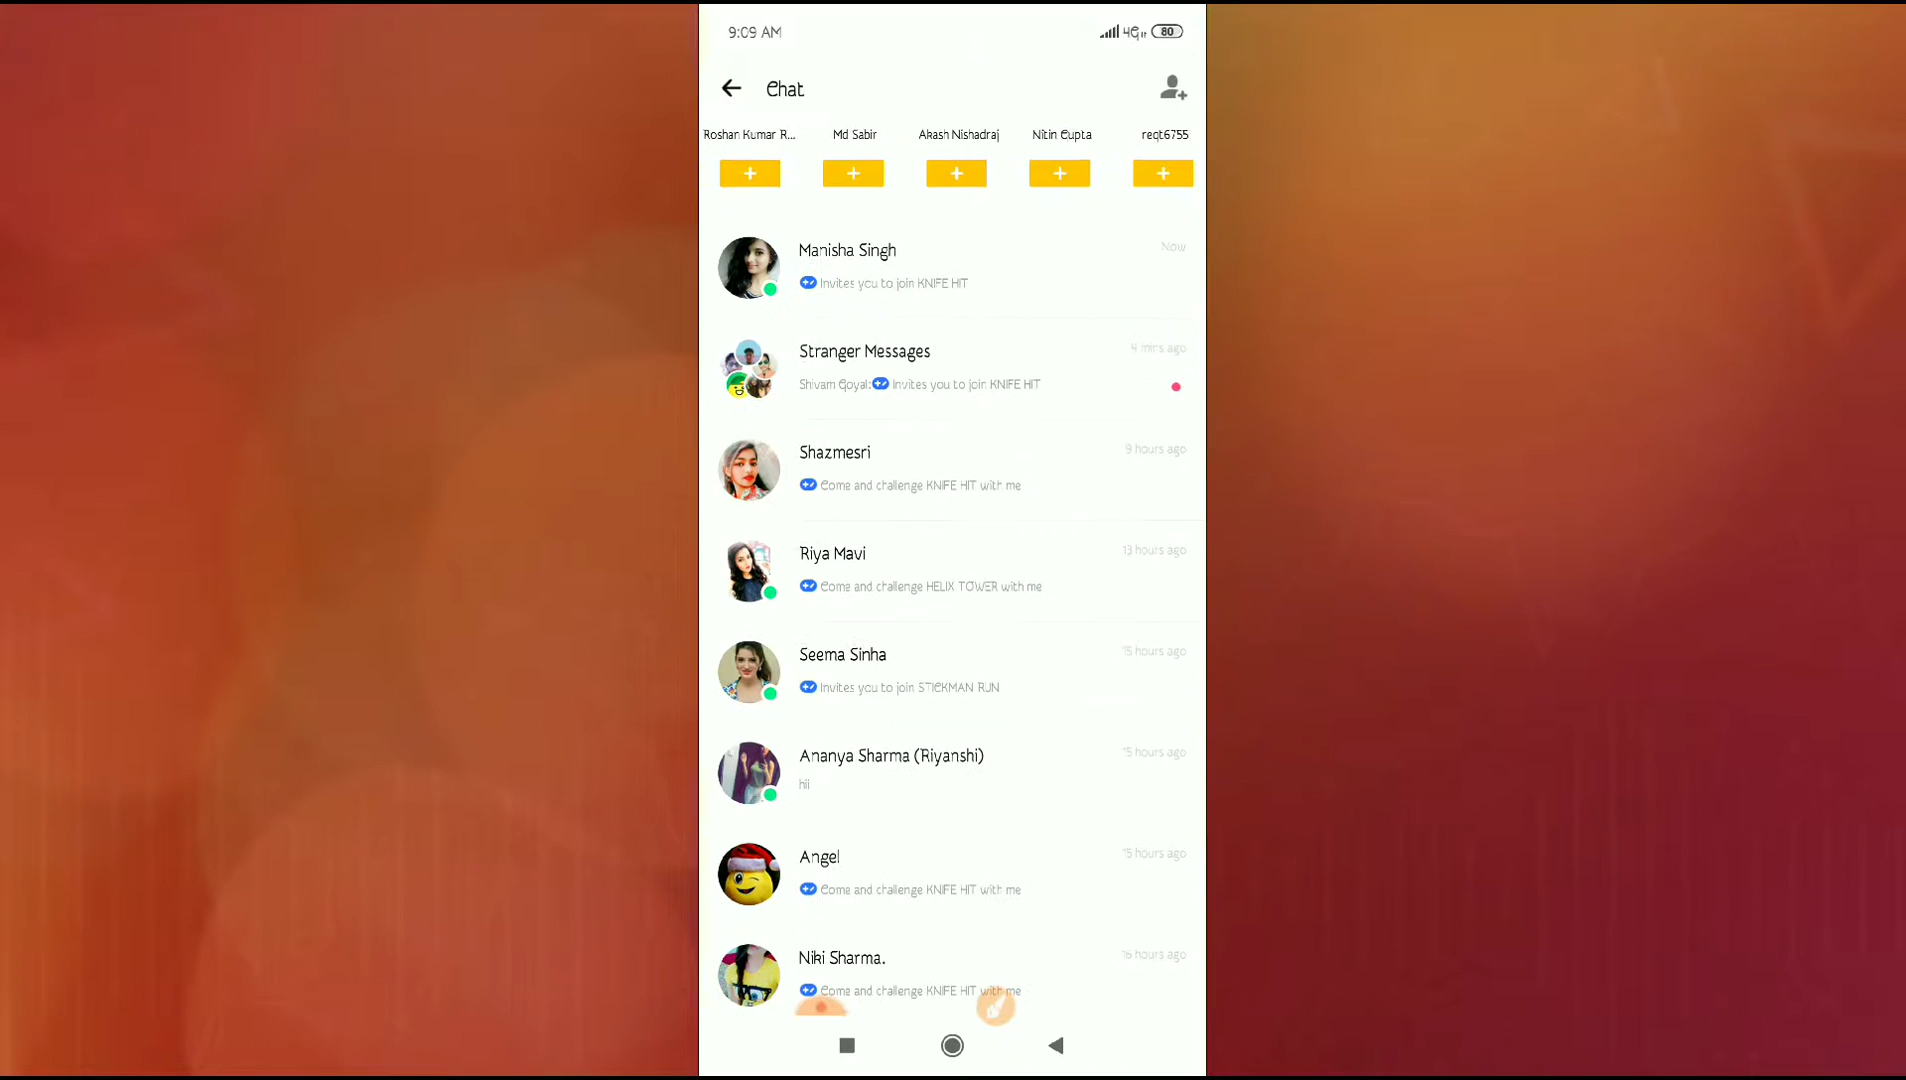 9:09 AM 4G 80
Chat
Roshan Kumar R... Md Sabir Akash Nishadraj Nitin Gupta reqt6755
+ + + + +
Manisha Singh Now
Invites you to join KNIFE HIT
Stranger Messages 4 mins ago
Shivam Goyal: Invites you to join KNIFE HIT
Shazmesri 9 hours ago
Come and challenge KNIFE HIT with me
Riya Mavi 13 hours ago
Come and challenge HELIX TOWER with me
Seema Sinha 15 hours ago
Invites you to join STICKMAN RUN
Ananya Sharma (Riyanshi) 15 hours ago
hii
Angel 15 hours ago
Come and challenge KNIFE HIT with me
Niki Sharma. 16 hours ago
Come and challenge KNIFE HIT with me